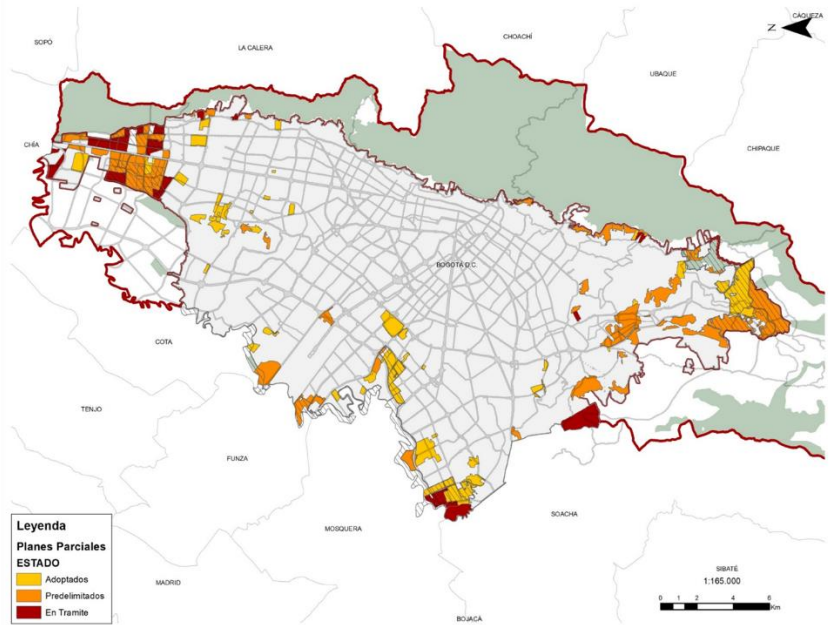 CÁQUEZA
SOPÓ
LA CALERA
CHOACHÍ
N
UBAQUE
CHÍA
CHIPAQUE
BOGOTÁ D.C.
COTA
TENJO
FUNZA
MOSQUERA
SOACHA
MADRID
BOJACÁ
SIBATÉ
1:165.000
0 1 2 4 6
Km
Leyenda
Planes Parciales
ESTADO
Adoptados
Predelimitados
En Tramite